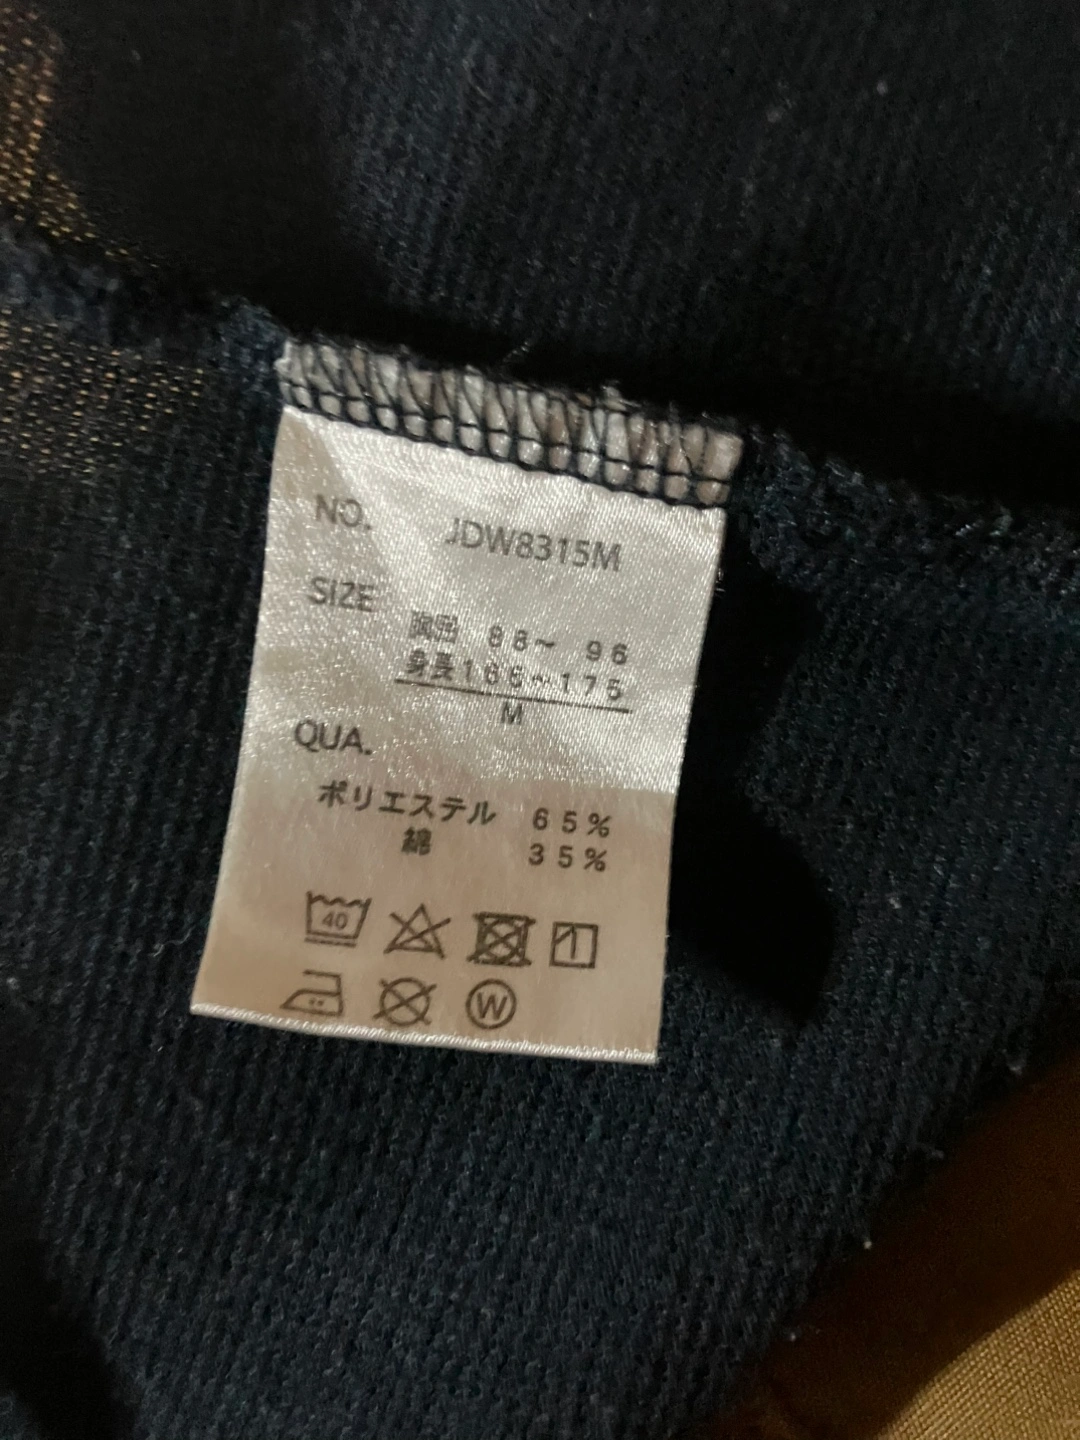 NO. JDW8315M
SIZE
胸囲 88～ 96
身長165～175
M
QUA.
ポリエステル 65%
綿 35%
40
W